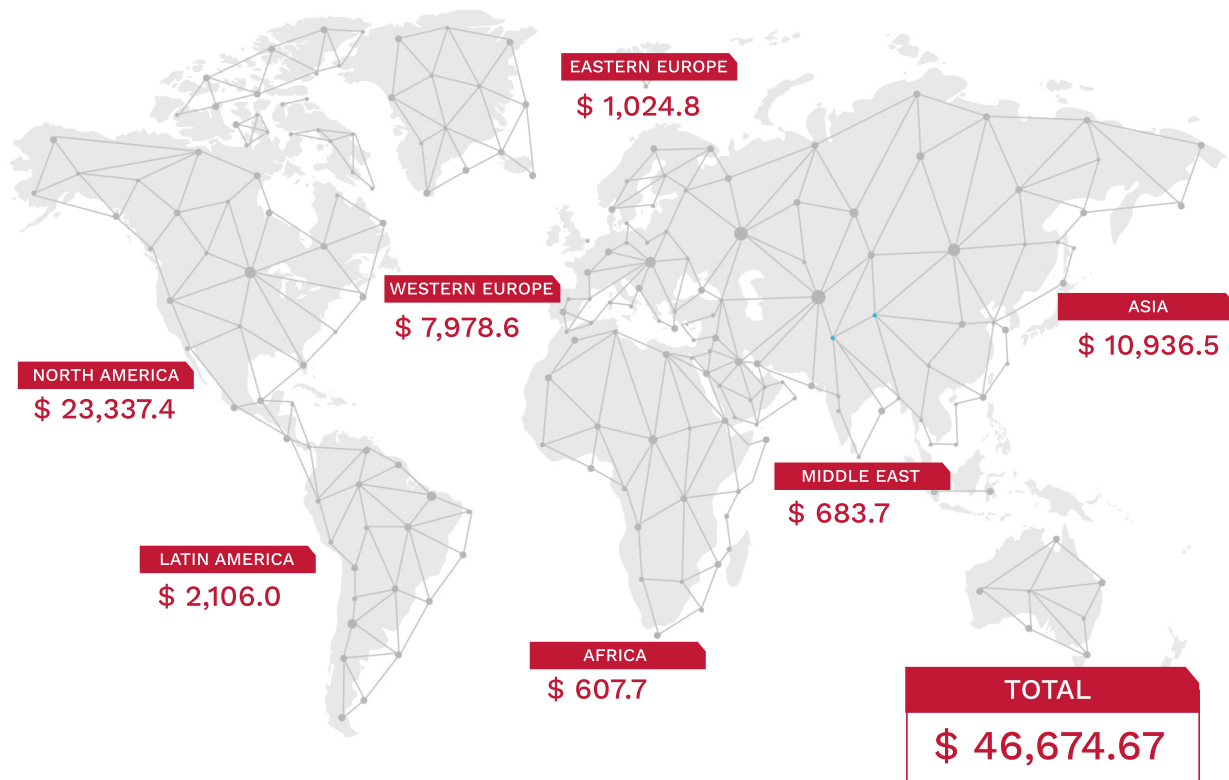 EASTERN EUROPE
$ 1,024.8
WESTERN EUROPE
$ 7,978.6
ASIA
$ 10,936.5
NORTH AMERICA
$ 23,337.4
MIDDLE EAST
$ 683.7
LATIN AMERICA
$ 2,106.0
AFRICA
$ 607.7
TOTAL
$ 46,674.67